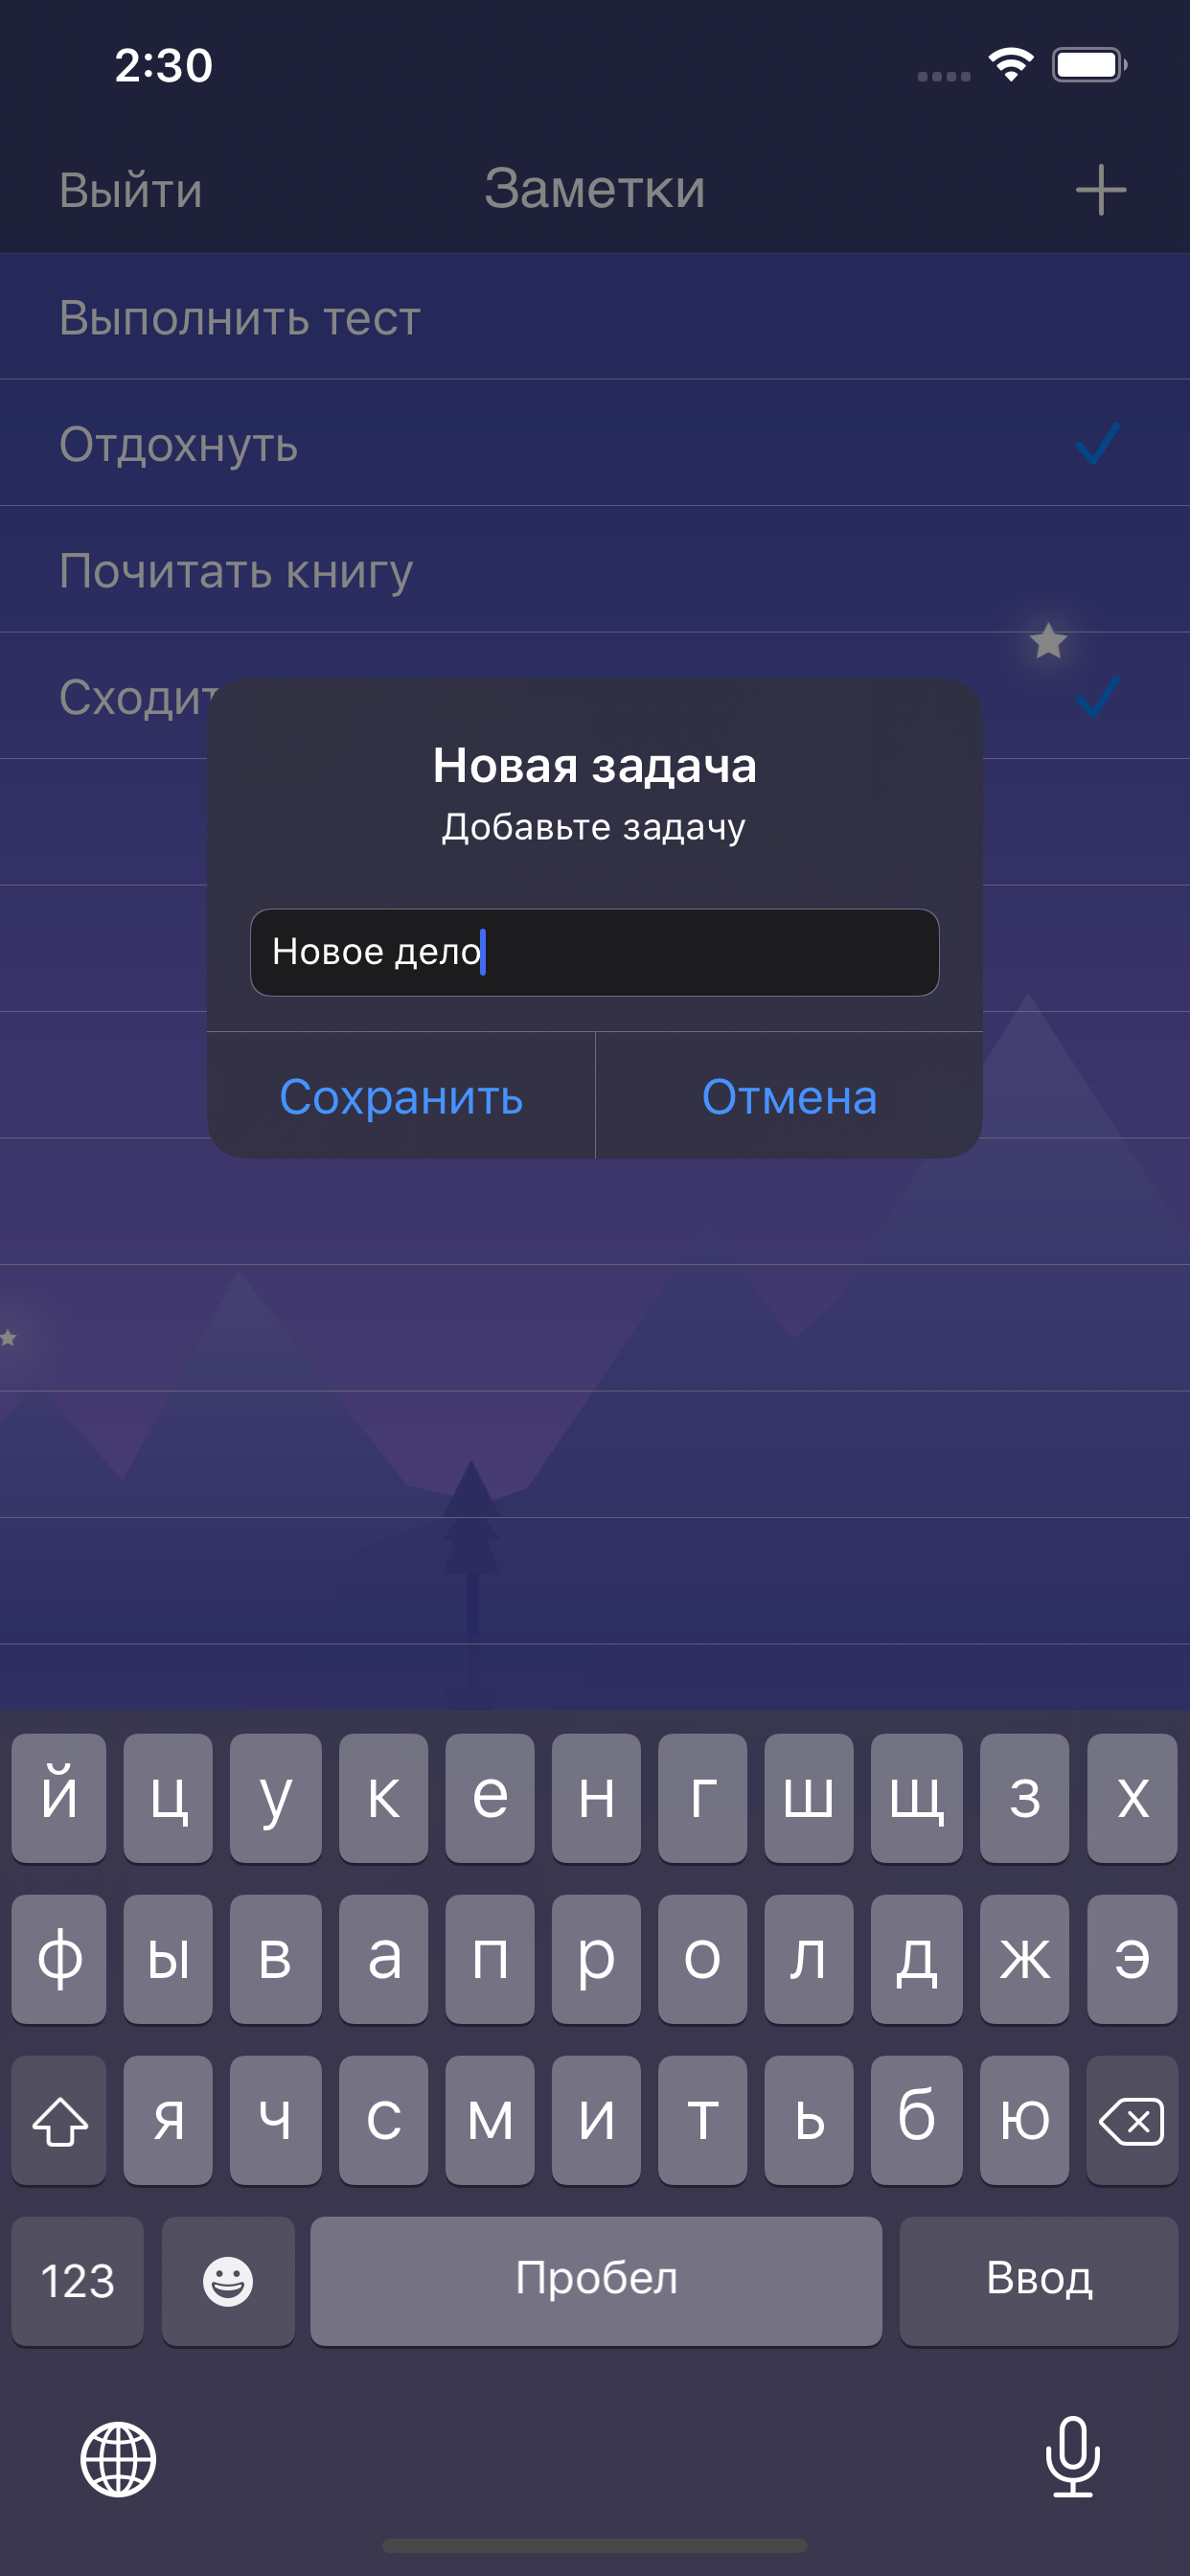 2:30
Выйти
Заметки
Выполнить тест
Отдохнуть
Почитать книгу
Сходит
Новая задача
Добавьте задачу
Новое дело
Сохранить
Отмена
й ц у к е н г ш щ з х
ф ы в а п р о л д ж э
я ч с м и т ь б ю
123
Пробел
Ввод